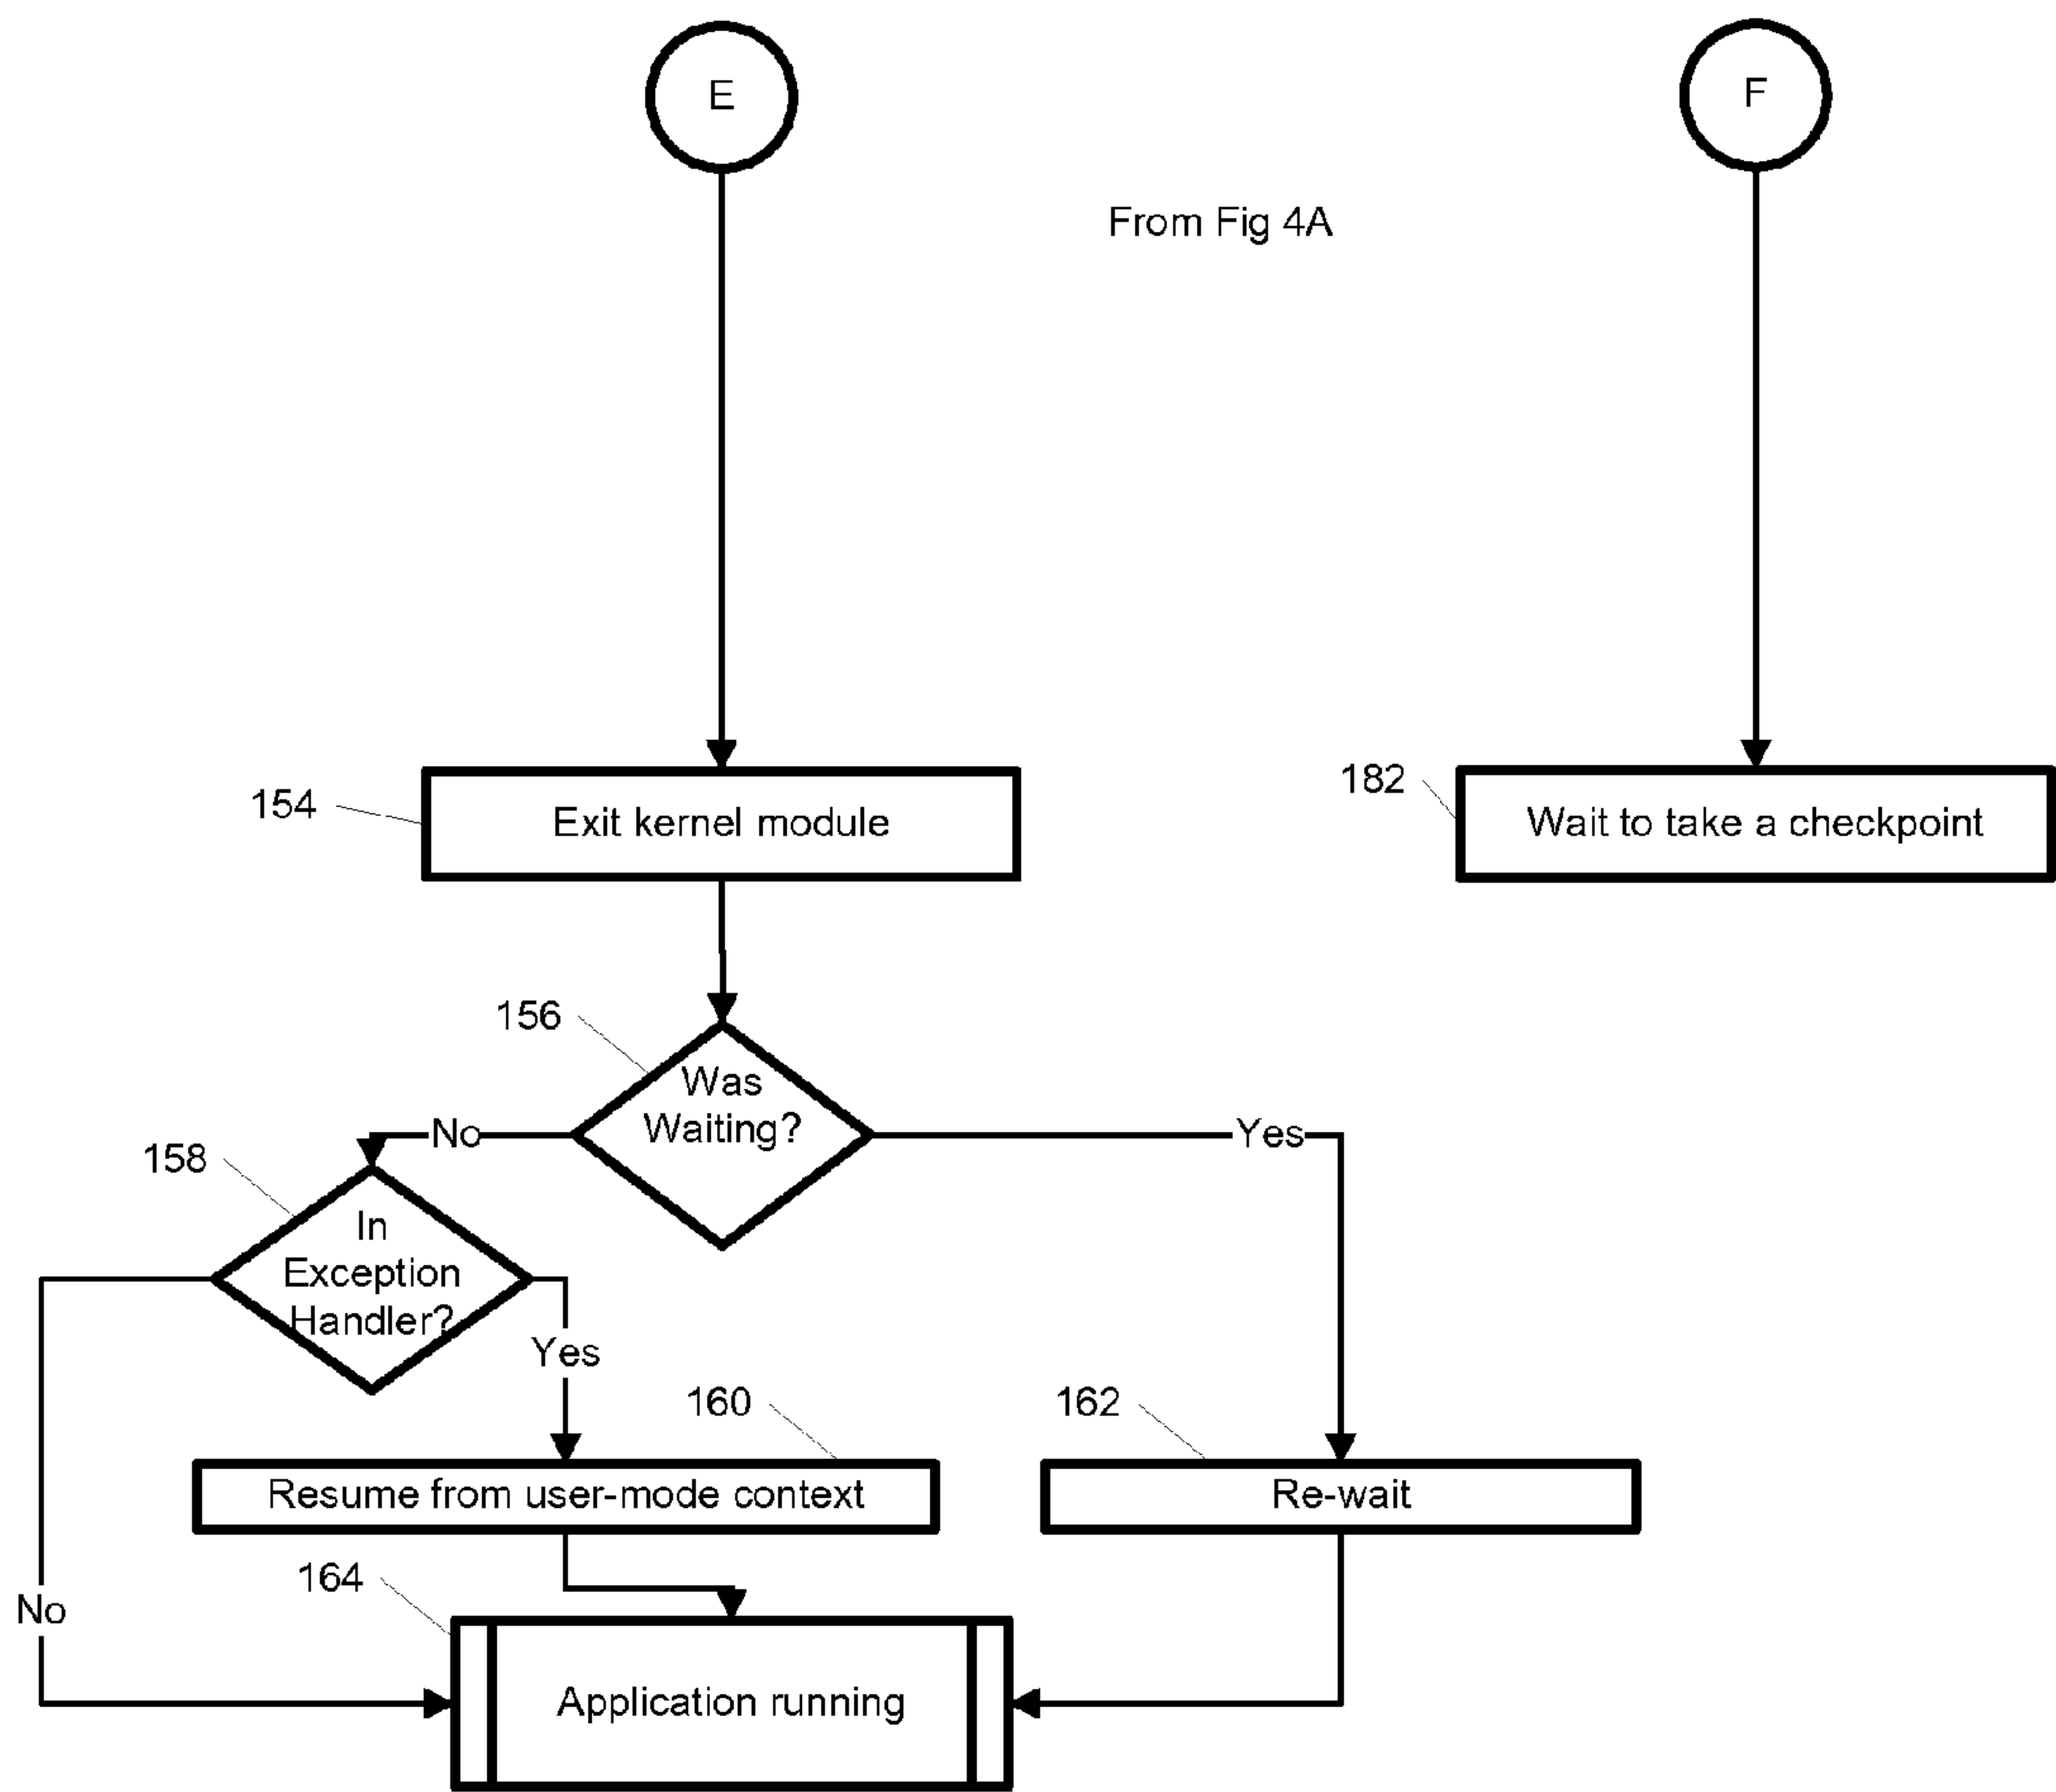 E
F
From Fig 4A
154
Exit kernel module
182
Wait to take a checkpoint
156
Was
Waiting?
No
Yes
158
In
Exception
Handler?
Yes
160
162
Resume from user-mode context
Re-wait
164
No
Application running